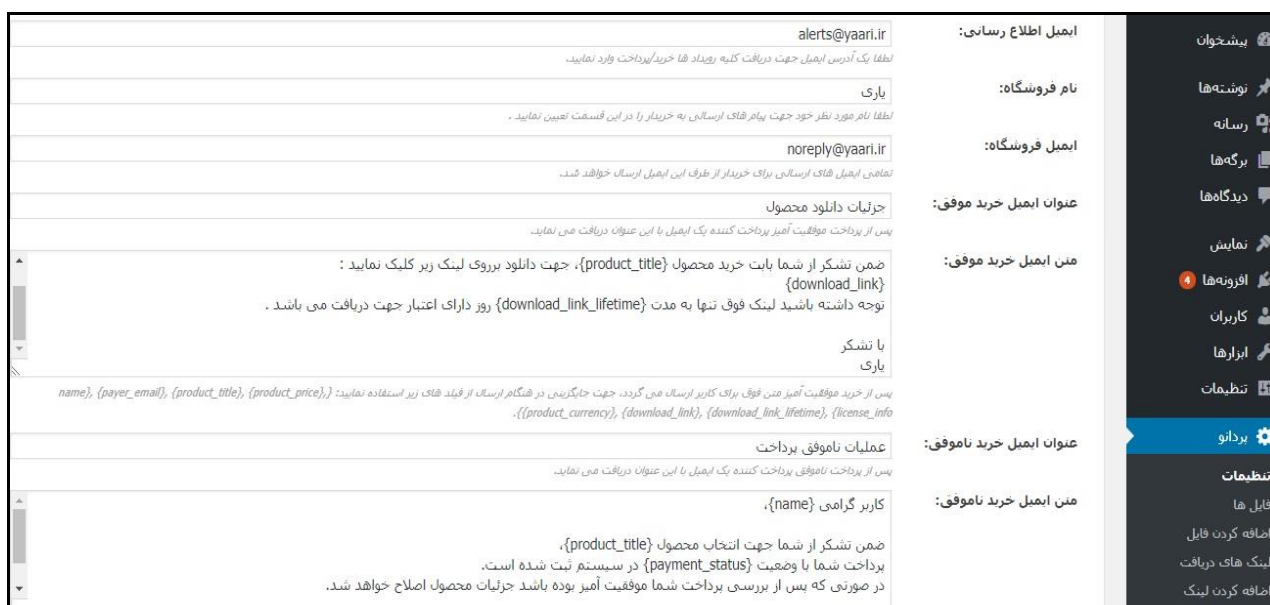 پیشخوان
نوشته‌ها
رسانه
برگه‌ها
دیدگاه‌ها
نمایش
افزونه‌ها 4
کاربران
ابزارها
تنظیمات
پردانو
تنظیمات
فایل ها
اضافه کردن فایل
لینک های دریافت
اضافه کردن لینک
ایمیل اطلاع رسانی:
alerts@yaari.ir
لطفا یک آدرس ایمیل جهت دریافت کلیه رویداد ها خرید/پرداخت وارد نمایید.
نام فروشگاه:
یاری
لطفا نام مورد نظر خود جهت پیام های ارسالی به خریدار را در این قسمت تعیین نمایید .
ایمیل فروشگاه:
noreply@yaari.ir
تمامی ایمیل های ارسالی برای خریدار از طرف این ایمیل ارسال خواهد شد.
عنوان ایمیل خرید موفق:
جزئیات دانلود محصول
پس از پرداخت موفقیت آمیز پرداخت کننده یک ایمیل با این عنوان دریافت می نماید.
متن ایمیل خرید موفق:
ضمن تشکر از شما بابت خرید محصول {product_title}، جهت دانلود برروی لینک زیر کلیک نمایید :
{download_link}
توجه داشته باشید لینک فوق تنها به مدت {download_link_lifetime} روز دارای اعتبار جهت دریافت می باشد .
با تشکر
یاری
پس از خرید موفقیت آمیز متن فوق برای کاربر ارسال می گردد، جهت جایگزینی در هنگام ارسال از فیلد های زیر استفاده نمایید: {name}, {payer_email}, {product_title}, {product_price},
{product_currency}, {download_link}, {download_link_lifetime}, {license_info}).
عنوان ایمیل خرید ناموفق:
عملیات ناموفق پرداخت
پس از پرداخت ناموفق پرداخت کننده یک ایمیل با این عنوان دریافت می نماید.
متن ایمیل خرید ناموفق:
کاربر گرامی {name}،
ضمن تشکر از شما جهت انتخاب محصول {product_title}،
پرداخت شما با وضعیت {payment_status} در سیستم ثبت شده است.
در صورتی که پس از بررسی پرداخت شما موفقیت آمیز بوده باشد جزئیات محصول اصلاح خواهد شد.